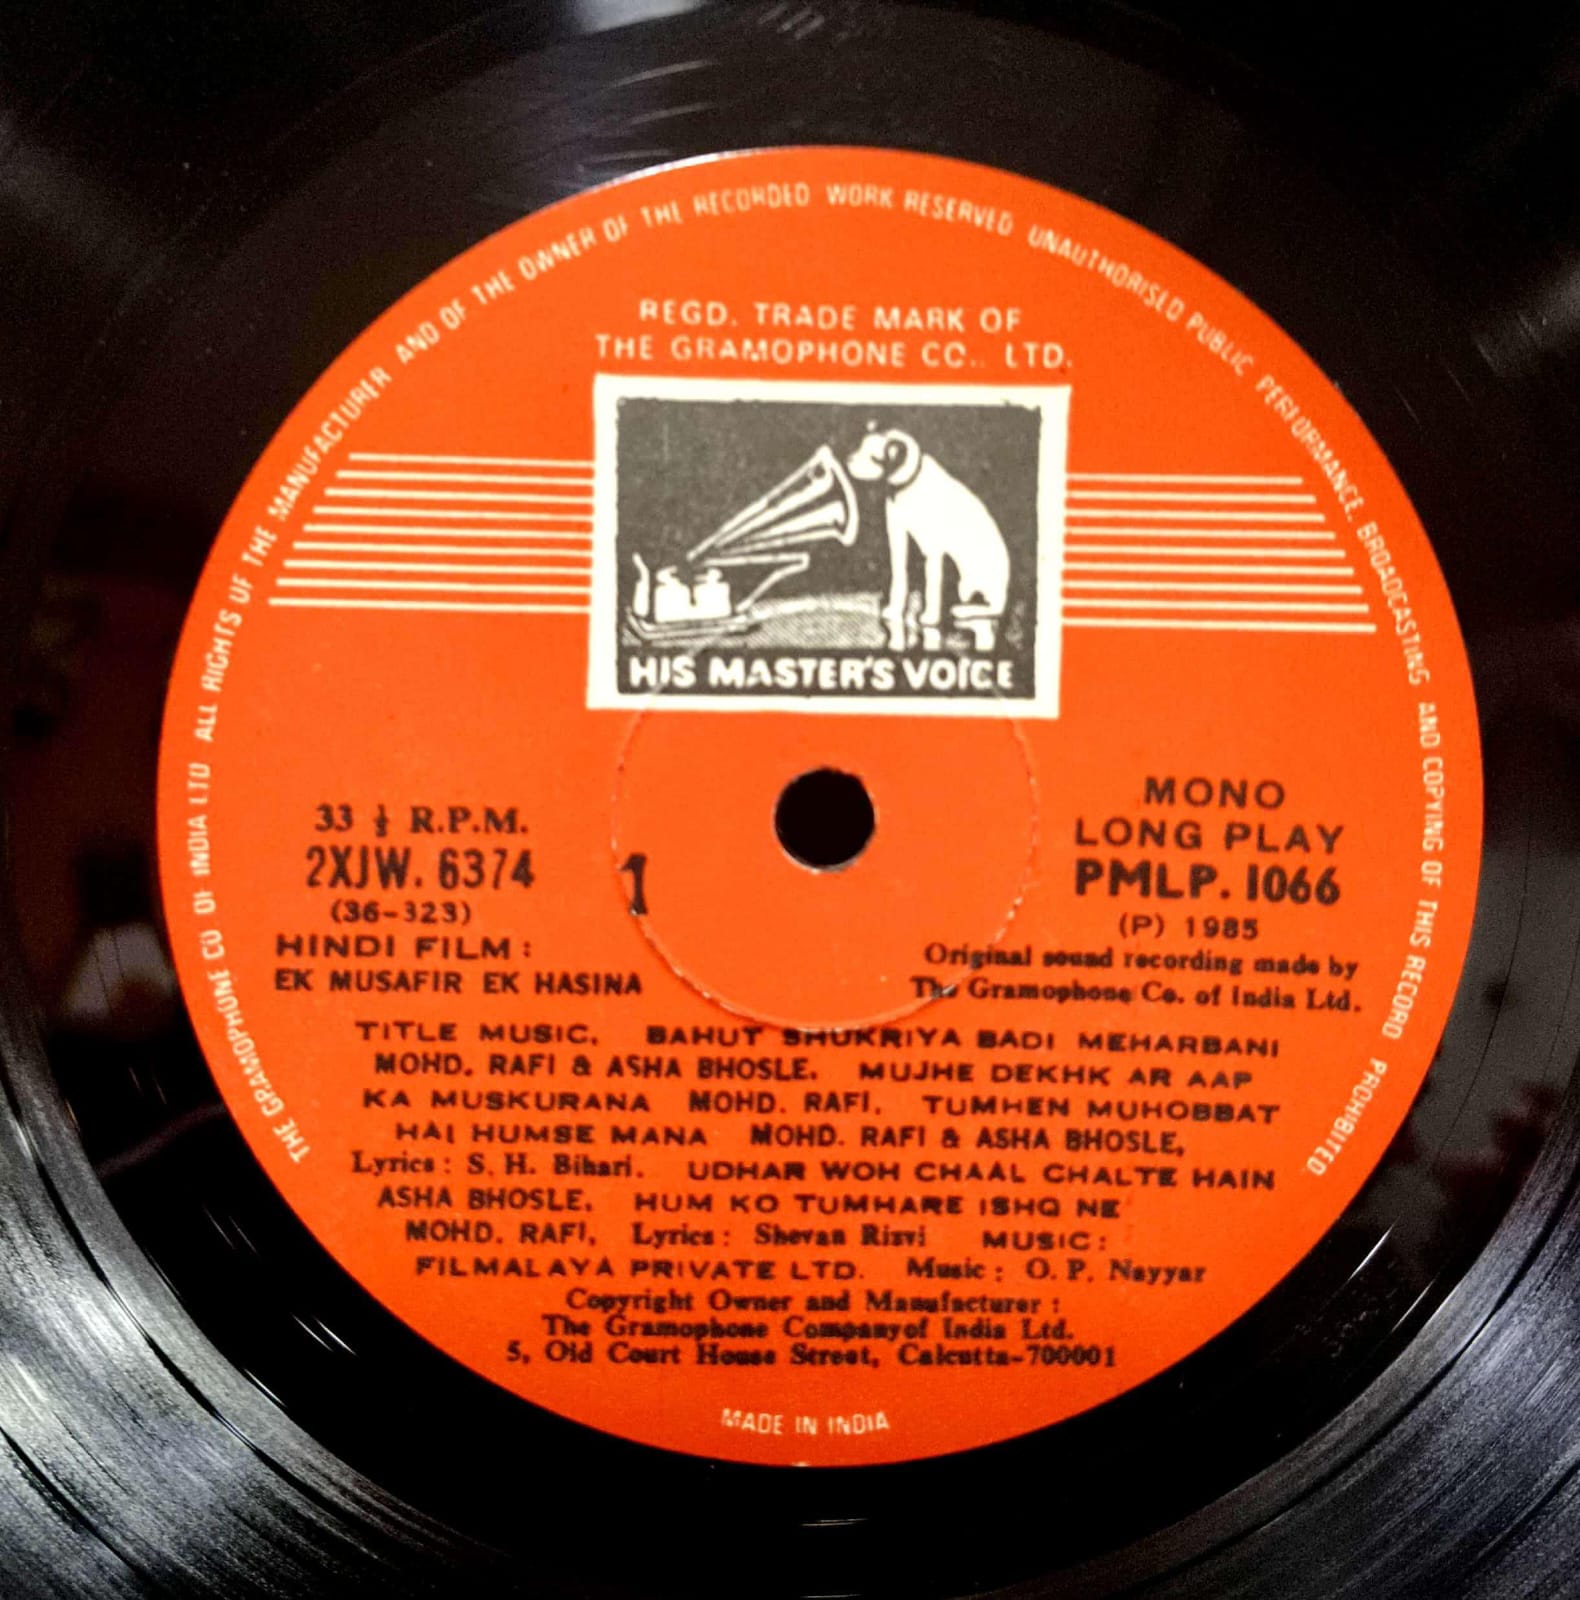 THE GRAMOPHONE CO OF INDIA LTD ALL RIGHTS OF THE MANUFACTURER AND OF THE OWNER OF THE RECORDED WORK RESERVED UNAUTHORISED PUBLIC PERFORMANCE, BROADCASTING AND COPYING OF THIS RECORD PROHIBITED.
REGD. TRADE MARK OF
THE GRAMOPHONE CO., LTD.
HIS MASTER'S VOICE
33 ⅓ R.P.M.
2XJW. 6374
(36-323)
HINDI FILM :
EK MUSAFIR EK HASINA
1
MONO
LONG PLAY
PMLP. 1066
(P) 1985
Original sound recording made by
The Gramophone Co. of India Ltd.
TITLE MUSIC. BAHUT SHUKRIYA BADI MEHARBANI
MOHD. RAFI & ASHA BHOSLE. MUJHE DEKHK AR AAP
KA MUSKURANA MOHD. RAFI. TUMHEN MUHOBBAT
HAI HUMSE MANA MOHD. RAFI & ASHA BHOSLE,
Lyrics : S. H. Bihari. UDHAR WOH CHAAL CHALTE HAIN
ASHA BHOSLE. HUM KO TUMHARE ISHQ NE
MOHD. RAFI, Lyrics : Shevan Rizvi MUSIC :
FILMALAYA PRIVATE LTD. Music : O. P. Nayyar
Copyright Owner and Manufacturer :
The Gramophone Companyof India Ltd.
5, Old Court House Street, Calcutta-700001
MADE IN INDIA